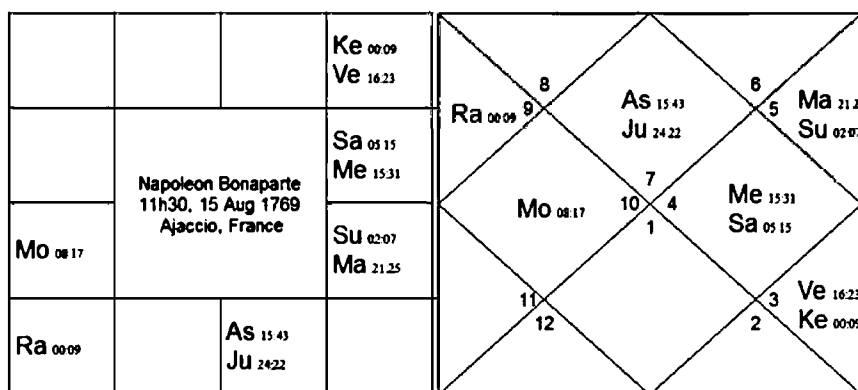 Ke 00:09
Ve 16:23
Sa 05:15
Me 15:31
Napoleon Bonaparte
11h30, 15 Aug 1769
Ajaccio, France
Mo 08:17
Su 02:07
Ma 21:25
Ra 00:09
As 15:43
Ju 24:22
8
6
Ra 00:09
9
As 15:43
Ju 24:22
5
Ma 21:2
Su 02:07
7
Mo 08:17
10
4
1
Me 15:31
Sa 05:15
11
12
3
2
Ve 16:23
Ke 00:09